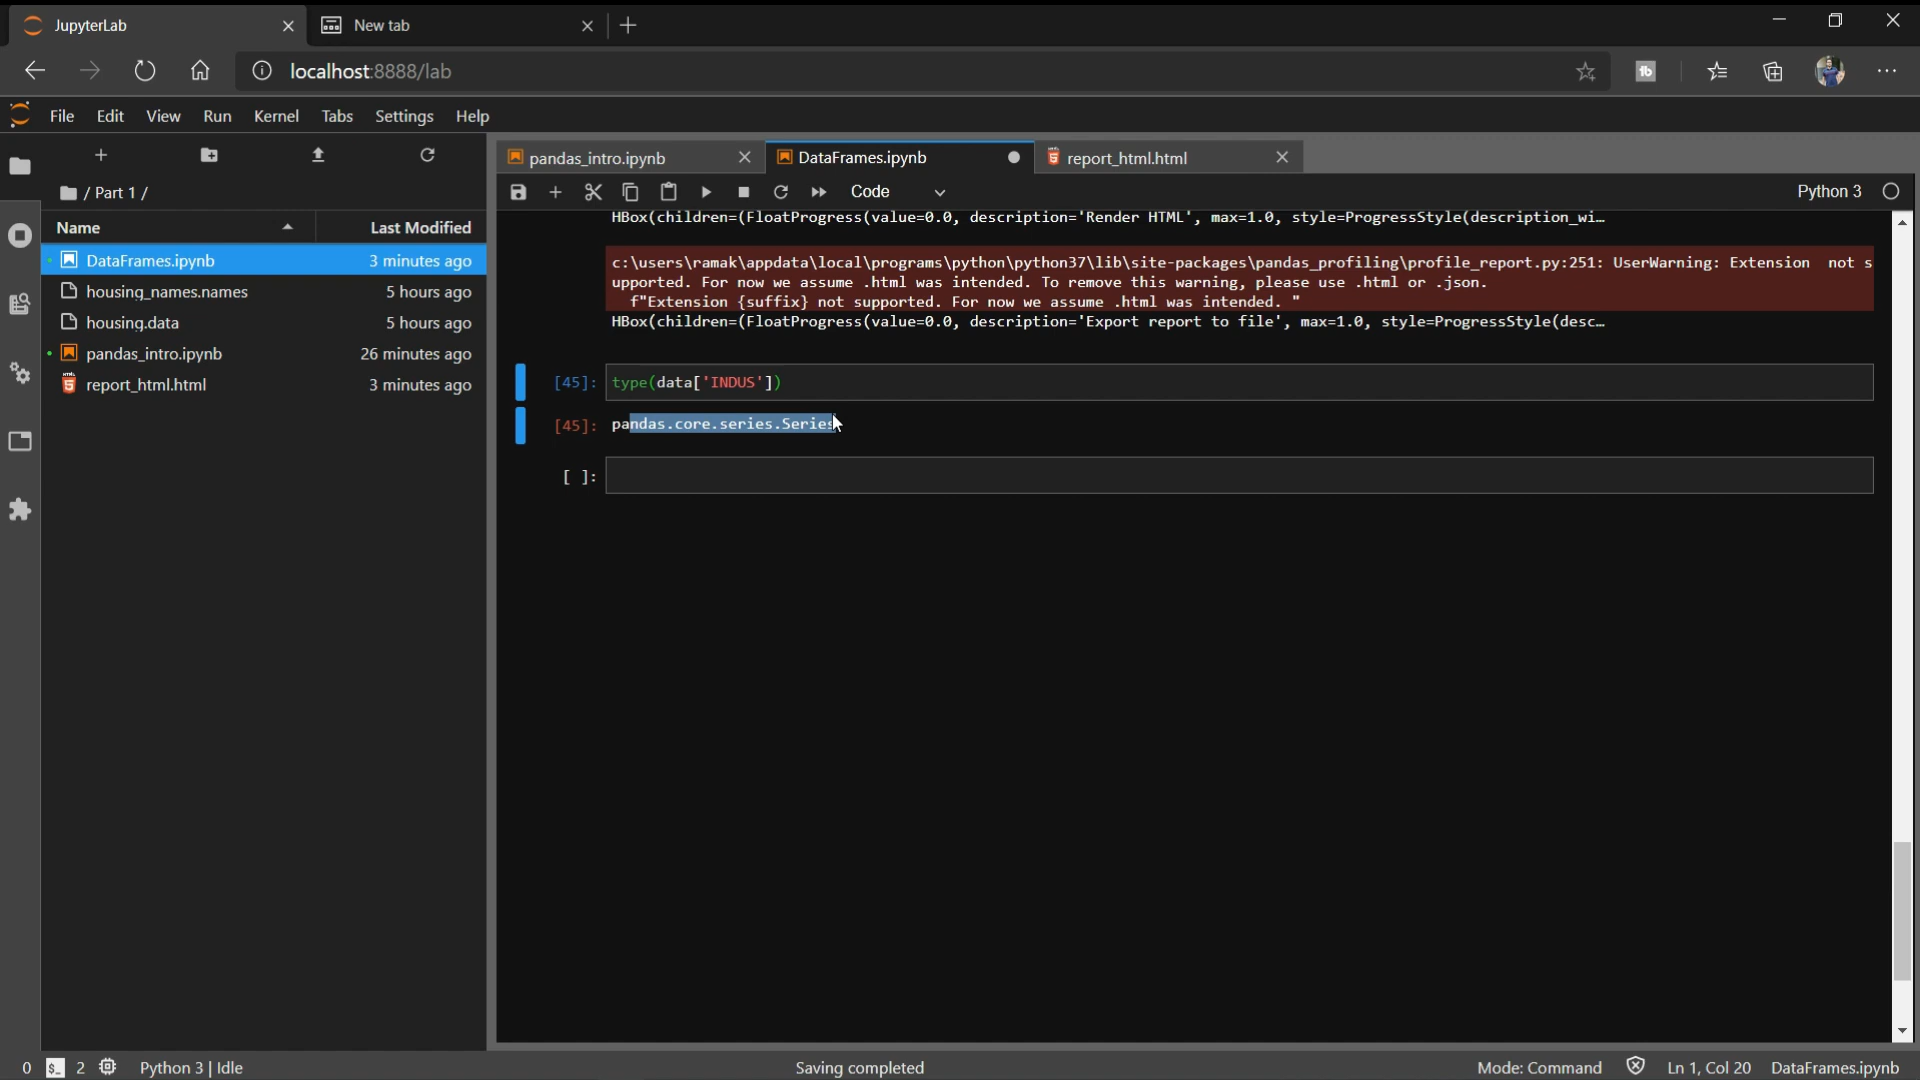 JupyterLab
New tab
localhost:8888/lab
File Edit View Run Kernel Tabs Settings Help
/ Part 1 /
Name Last Modified
DataFrames.ipynb 3 minutes ago
housing_names.names 5 hours ago
housing.data 5 hours ago
pandas_intro.ipynb 26 minutes ago
report_html.html 3 minutes ago
pandas_intro.ipynb DataFrames.ipynb report_html.html
Code Python 3
HBox(children=(FloatProgress(value=0.0, description='Render HTML', max=1.0, style=ProgressStyle(description_wi…
c:\users\ramak\appdata\local\programs\python\python37\lib\site-packages\pandas_profiling\profile_report.py:251: UserWarning: Extension  not s
upported. For now we assume .html was intended. To remove this warning, please use .html or .json.
f"Extension {suffix} not supported. For now we assume .html was intended. "
HBox(children=(FloatProgress(value=0.0, description='Export report to file', max=1.0, style=ProgressStyle(desc…
[45]: type(data['INDUS'])
[45]: pandas.core.series.Series
[ ]:
0 $_ 2 Python 3 | Idle Saving completed Mode: Command Ln 1, Col 20 DataFrames.ipynb